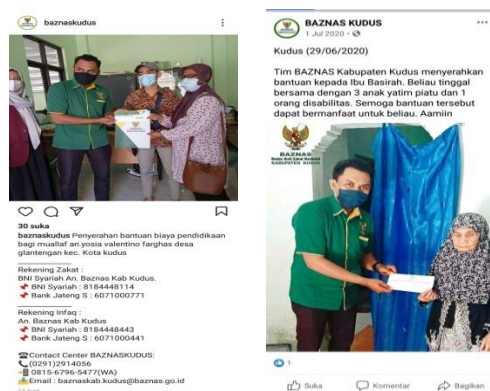 baznaskudus
30 suka
baznaskudus Penyerahan bantuan biaya pendidikaan
bagi muallaf an.yosia valentino farghas desa
glantengan kec. Kota kudus
Rekening Zakat :
BNI Syariah An. Baznas Kab Kudus.
📌 BNI Syariah : 8184448114
📌 Bank Jateng S : 6071000771
Rekening Infaq :
An. Baznas Kab Kudus
📌 BNI Syariah : 8184448443
📌 Bank Jateng S : 6071000441
☎Contact Center BAZNASKUDUS:
📞(0291)2914056
📲0815-6796-5477(WA)
📩Email : baznaskab.kudus@baznas.go.id
BAZNAS KUDUS
1 Jul 2020
Kudus (29/06/2020)
Tim BAZNAS Kabupaten Kudus menyerahkan
bantuan kepada Ibu Basirah. Beliau tinggal
bersama dengan 3 anak yatim piatu dan 1
orang disabilitas. Semoga bantuan tersebut
dapat bermanfaat untuk beliau. Aamiin
BAZNAS
Badan Amil Zakat Nasional
KABUPATEN KUDUS
1
Suka
Komentar
Bagikan